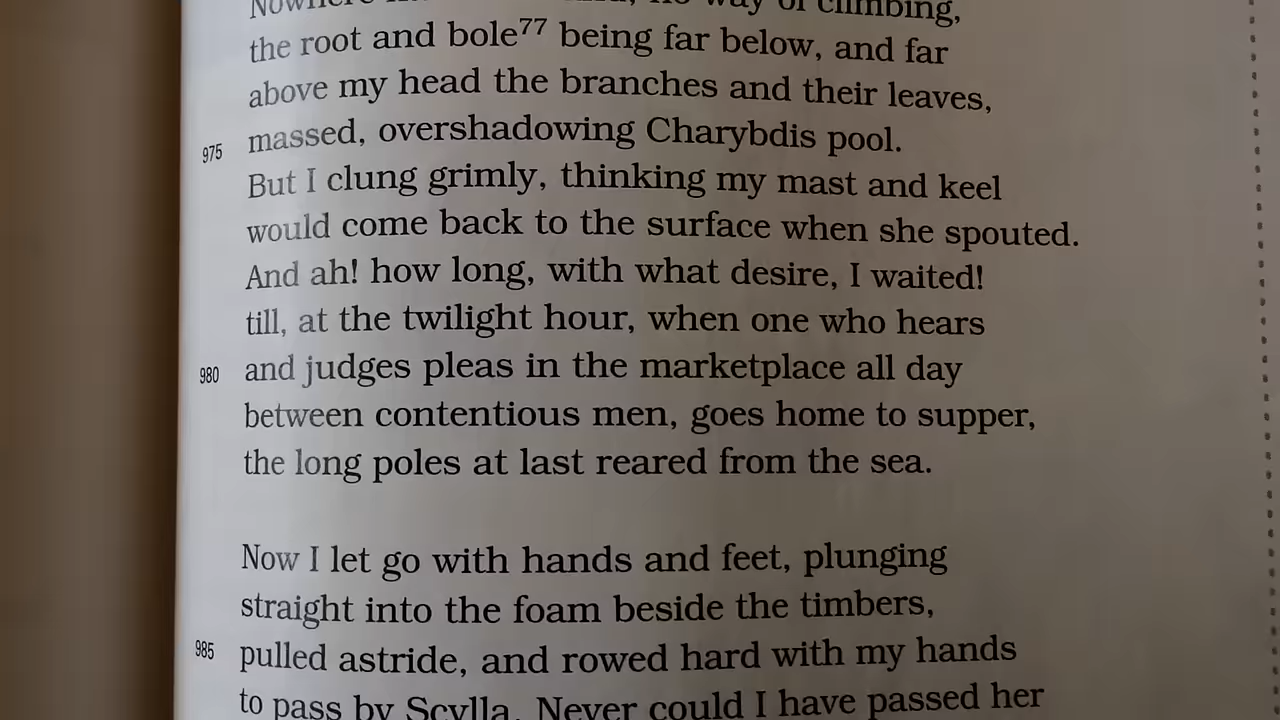 Nowhere way of climbing,
the root and bole77 being far below, and far
above my head the branches and their leaves,
975 massed, overshadowing Charybdis pool.
But I clung grimly, thinking my mast and keel
would come back to the surface when she spouted.
And ah! how long, with what desire, I waited!
till, at the twilight hour, when one who hears
980 and judges pleas in the marketplace all day
between contentious men, goes home to supper,
the long poles at last reared from the sea.
Now I let go with hands and feet, plunging
straight into the foam beside the timbers,
985 pulled astride, and rowed hard with my hands
to pass by Scylla. Never could I have passed her